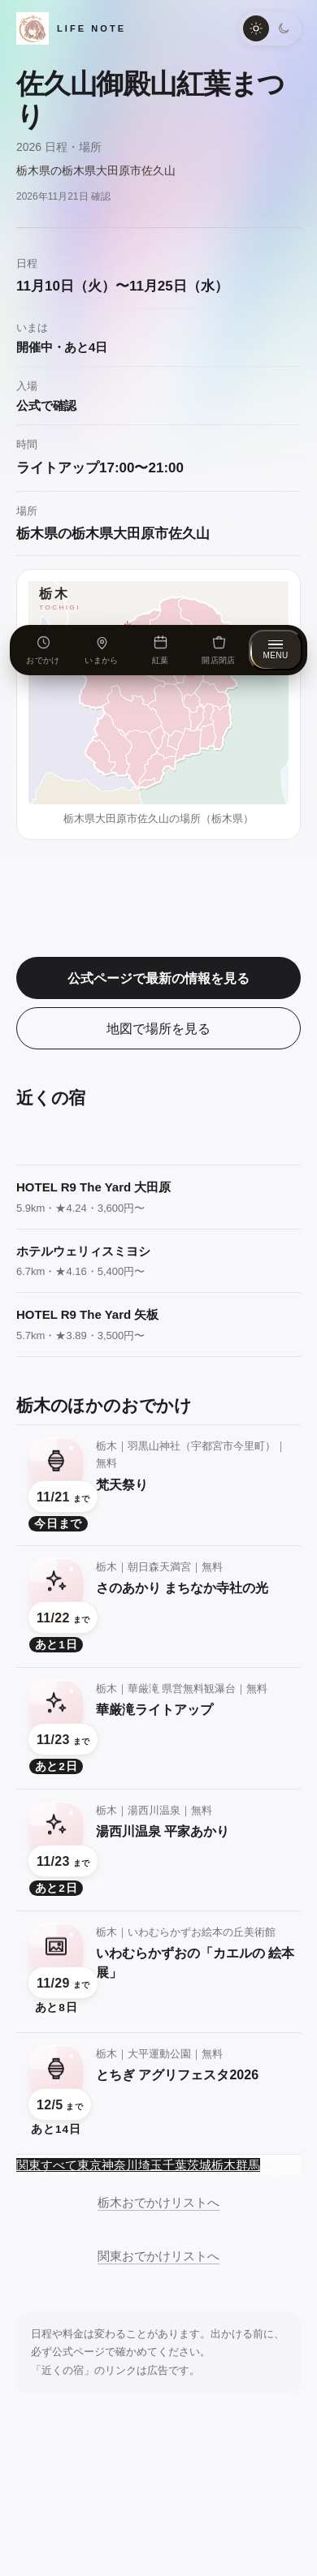 LIFE NOTE
佐久山御殿山紅葉まつ
り
2026 日程・場所
栃木県の栃木県大田原市佐久山
2026年11月21日 確認
日程
11月10日（火）〜11月25日（水）
いまは
開催中・あと4日
入場
公式で確認
時間
ライトアップ17:00〜21:00
場所
栃木県の栃木県大田原市佐久山
栃木
TOCHIGI
おでかけ
いまから
紅葉
開店閉店
MENU
栃木県大田原市佐久山の場所（栃木県）
公式ページで最新の情報を見る
地図で場所を見る
近くの宿
HOTEL R9 The Yard 大田原
5.9km・★4.24・3,600円〜
ホテルウェリィスミヨシ
6.7km・★4.16・5,400円〜
HOTEL R9 The Yard 矢板
5.7km・★3.89・3,500円〜
栃木のほかのおでかけ
栃木｜羽黒山神社（宇都宮市今里町）｜
無料
梵天祭り
11/21 まで
今日まで
栃木｜朝日森天満宮｜無料
さのあかり まちなか寺社の光
11/22 まで
あと1日
栃木｜華厳滝 県営無料観瀑台｜無料
華厳滝ライトアップ
11/23 まで
あと2日
栃木｜湯西川温泉｜無料
湯西川温泉 平家あかり
11/23 まで
あと2日
栃木｜いわむらかずお絵本の丘美術館
いわむらかずおの「カエルの 絵本
展」
11/29 まで
あと8日
栃木｜大平運動公園｜無料
とちぎ アグリフェスタ2026
12/5 まで
あと14日
関東すべて東京神奈川埼玉千葉茨城栃木群馬
栃木おでかけリストへ
関東おでかけリストへ
日程や料金は変わることがあります。出かける前に、
必ず公式ページで確かめてください。
「近くの宿」のリンクは広告です。